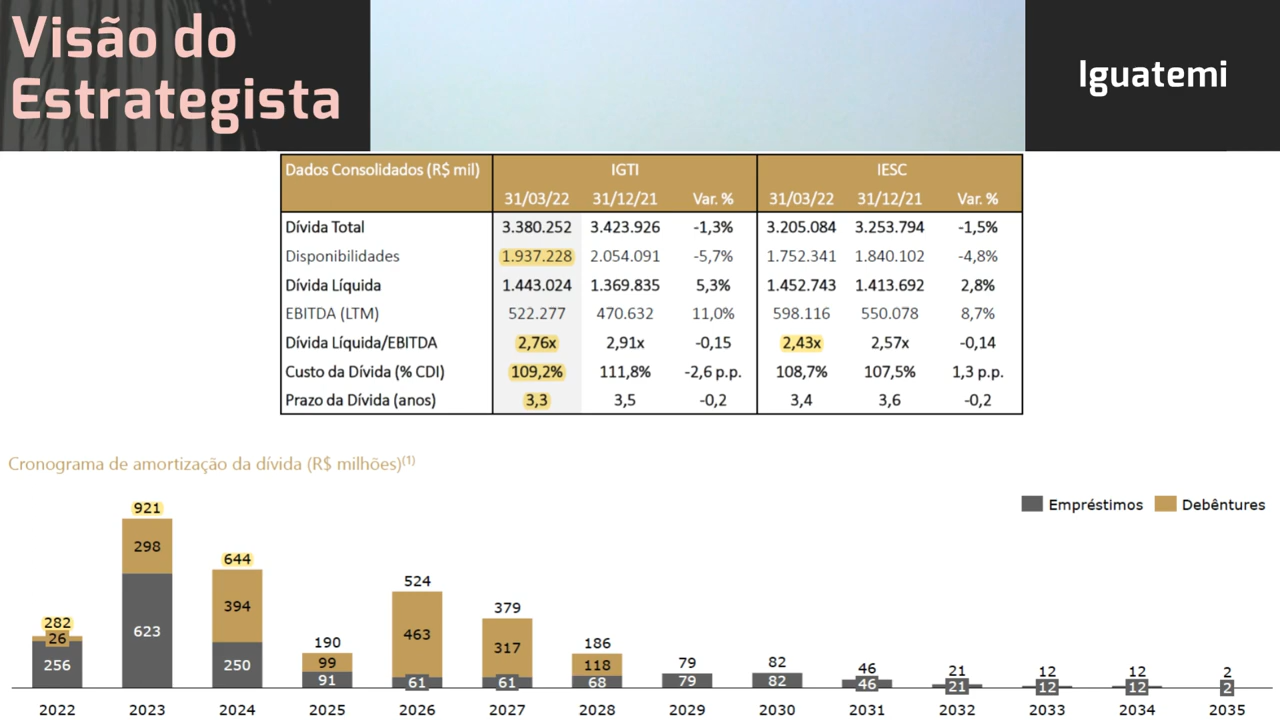 Visão do
Estrategista
Iguatemi
Dados Consolidados (R$ mil) IGTI IESC
31/03/22 31/12/21 Var. % 31/03/22 31/12/21 Var. %
Dívida Total 3.380.252 3.423.926 -1,3% 3.205.084 3.253.794 -1,5%
Disponibilidades 1.937.228 2.054.091 -5,7% 1.752.341 1.840.102 -4,8%
Dívida Líquida 1.443.024 1.369.835 5,3% 1.452.743 1.413.692 2,8%
EBITDA (LTM) 522.277 470.632 11,0% 598.116 550.078 8,7%
Dívida Líquida/EBITDA 2,76x 2,91x -0,15 2,43x 2,57x -0,14
Custo da Dívida (% CDI) 109,2% 111,8% -2,6 p.p. 108,7% 107,5% 1,3 p.p.
Prazo da Dívida (anos) 3,3 3,5 -0,2 3,4 3,6 -0,2
Cronograma de amortização da dívida (R$ milhões)(1)
Empréstimos Debêntures
282 921 644 190 524 379 186 79 82 46 21 12 12 2
26 298 394 99 463 317 118
256 623 250 91 61 61 68 79 82 46 21 12 12 2
2022 2023 2024 2025 2026 2027 2028 2029 2030 2031 2032 2033 2034 2035